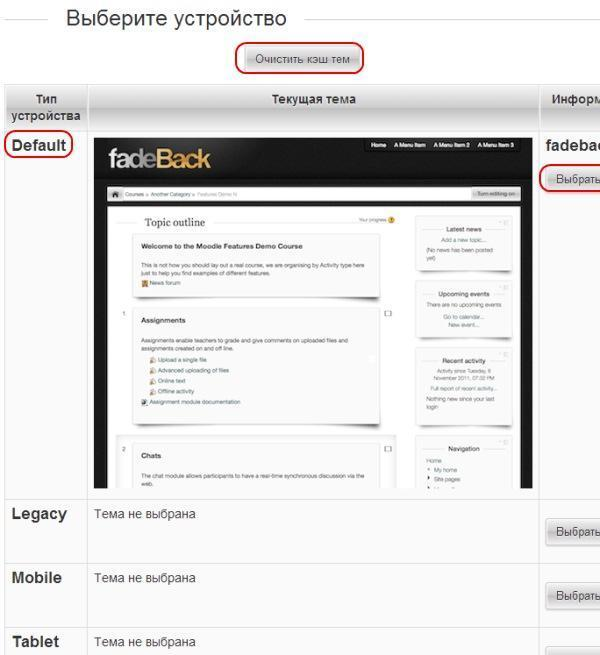 Выберите устройство
Очистить кэш тем
Тип устройства
Текущая тема
Информ
Default
fadeBack
Home A Menu Item A Menu Item 2 A Menu Item 3
fadeba
Выбрать
Courses » Another Category » Features Demo N
Turn editing on
Topic outline
Your progress
Welcome to the Moodle Features Demo Course
This is not how you should lay out a real course, we are organising by Activity type here
just to help you find examples of different features.
News forum
1
Assignments
Assignments enable teachers to grade and give comments on uploaded files and
assignments created on and off line.
Upload a single file
Advanced uploading of files
Online text
Offline activity
Assignment module documentation
2
Chats
The chat module allows participants to have a real-time synchronous discussion via the
web.
Latest news
Add a new topic...
(No news has been posted
yet)
Upcoming events
There are no upcoming events
Go to calendar...
New event...
Recent activity
Activity since Tuesday, 8
November 2011, 07:32 PM
Full report of recent activity...
Nothing new since your last
login
Navigation
Home
My home
Site pages
Legacy
Тема не выбрана
Выбрать
Mobile
Тема не выбрана
Выбрать
Tablet
Тема не выбрана